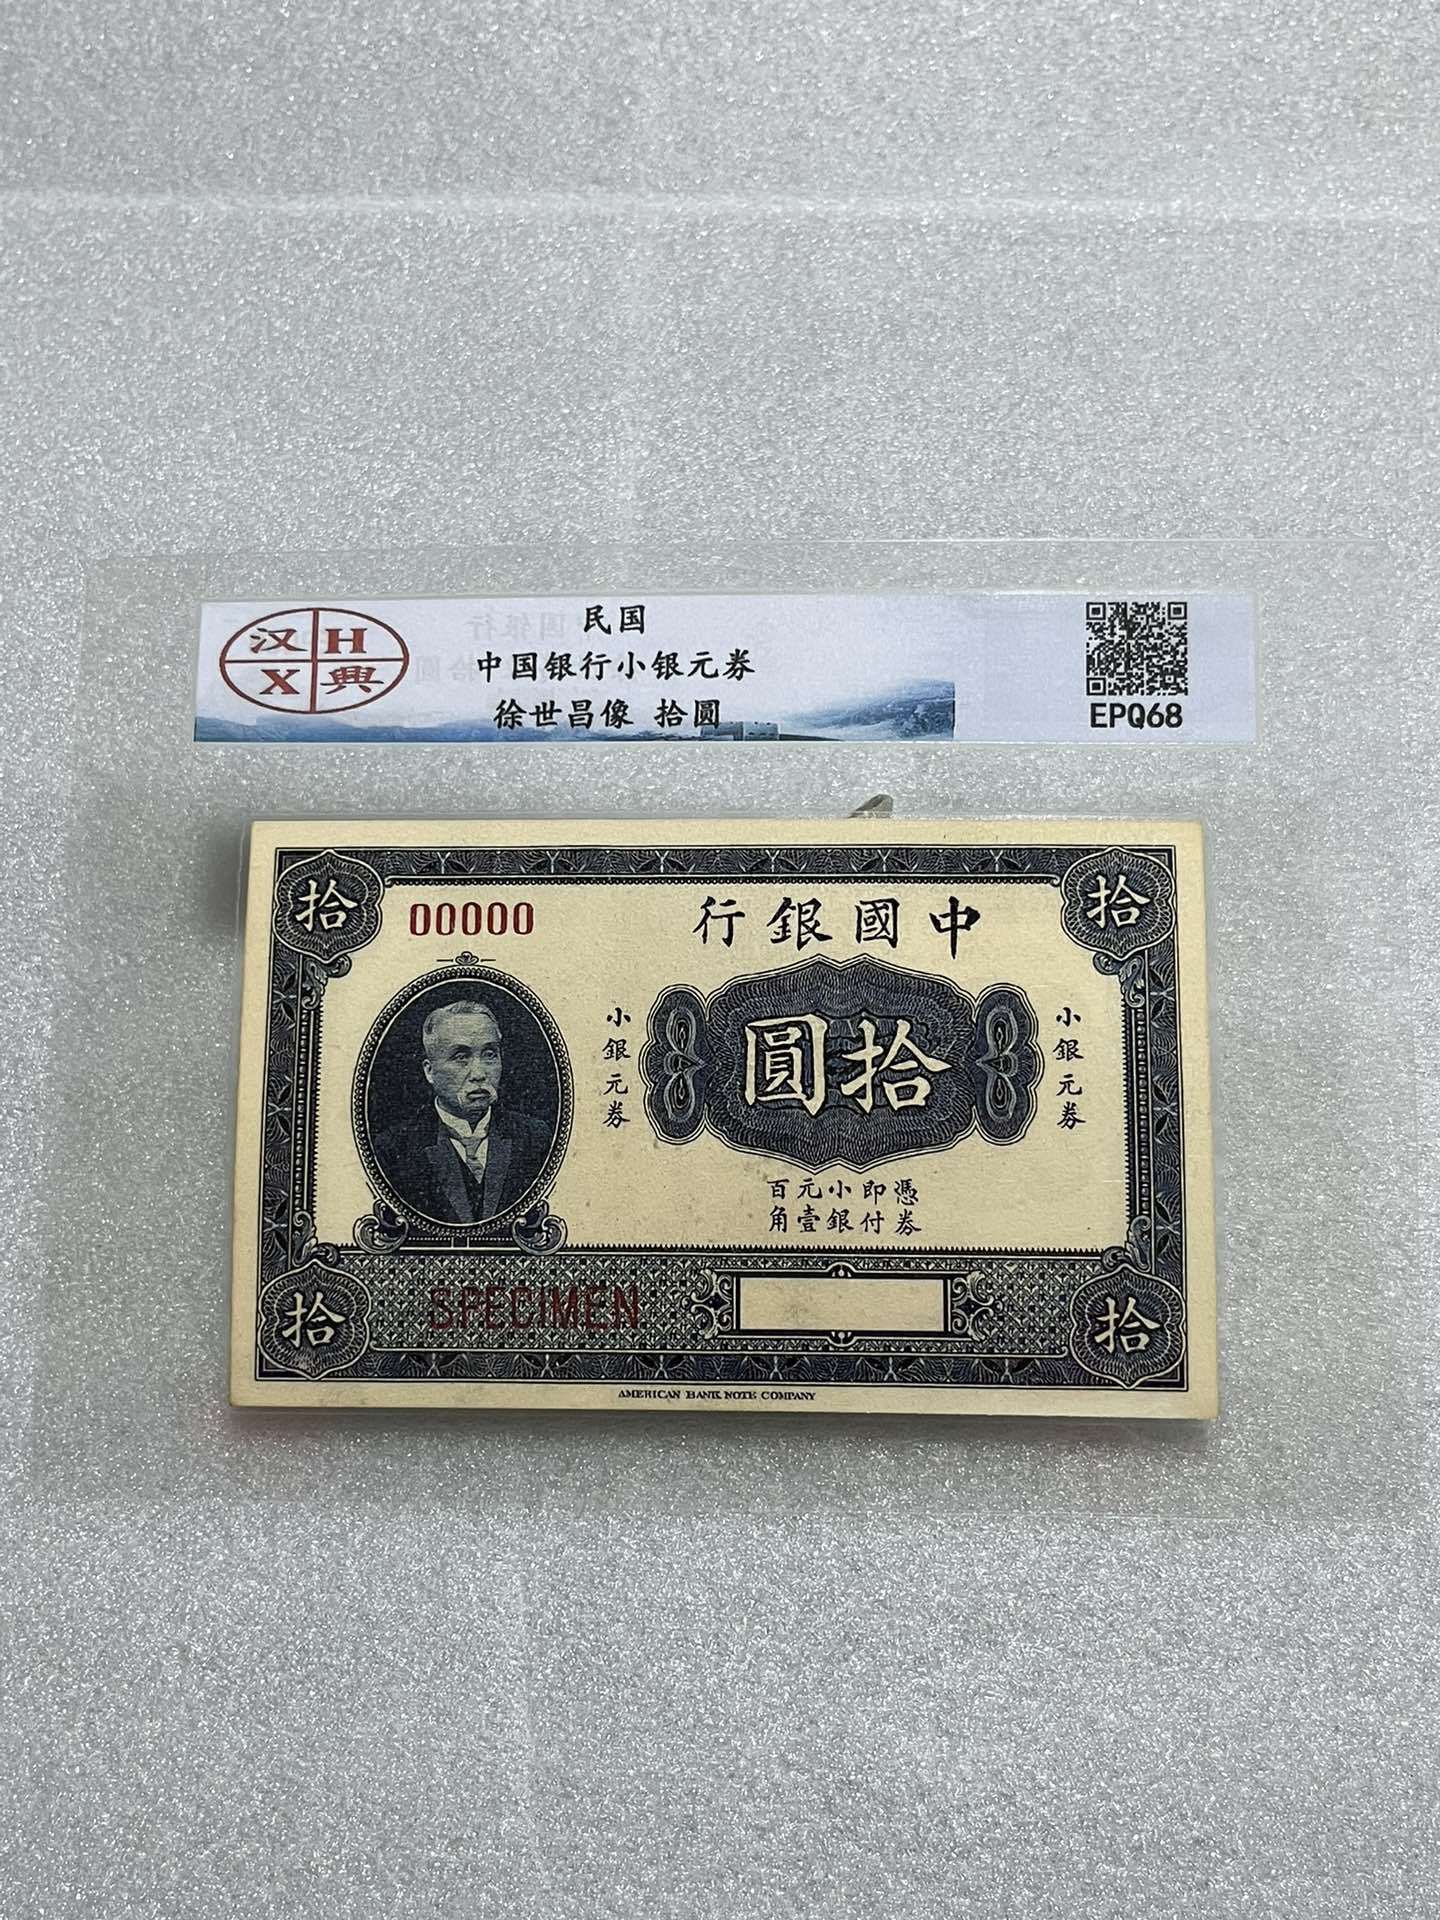 汉 H
X 興
民国
中国银行小银元券
徐世昌像 拾圆
EPQ68
拾
拾
00000
行銀國中
小銀元券
圓拾
小銀元券
百元小即憑
角壹銀付券
SPECIMEN
拾
拾
AMERICAN BANK NOTE COMPANY